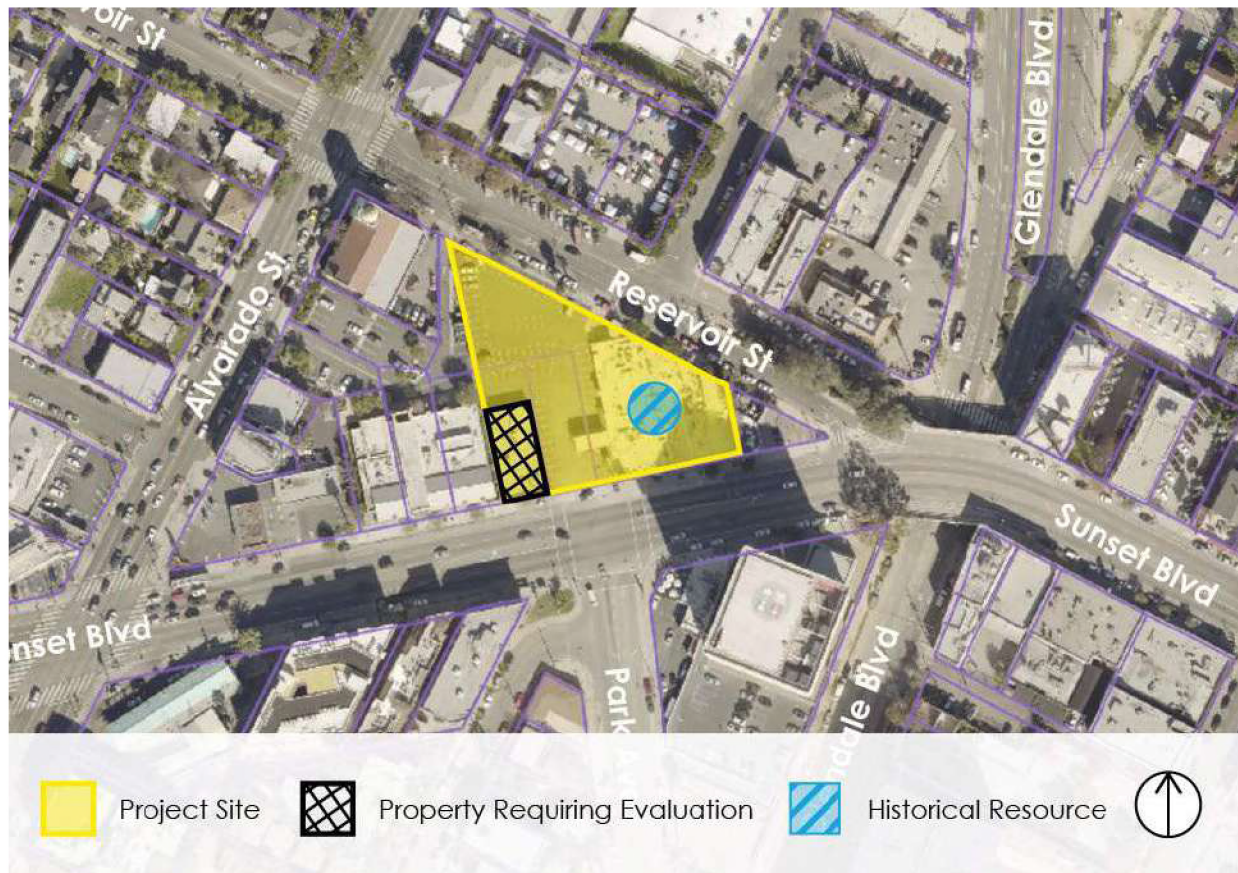 voir St
Glendale Blvd
Reservoir St
Alvarado St
Sunset Blvd
nset Blvd
Park A
dale Blvd
Project Site
Property Requiring Evaluation
Historical Resource